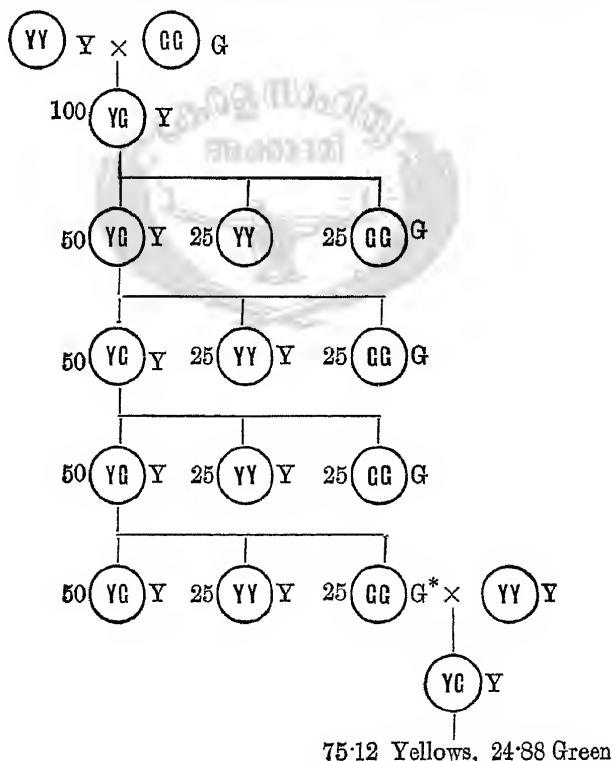 YY Y × GG G
100 YG Y
50 YG Y 25 YY 25 GG G
50 YG Y 25 YY Y 25 GG G
50 YG Y 25 YY Y 25 GG G
50 YG Y 25 YY Y 25 GG G* × YY Y
YG Y
75·12 Yellows, 24·88 Green